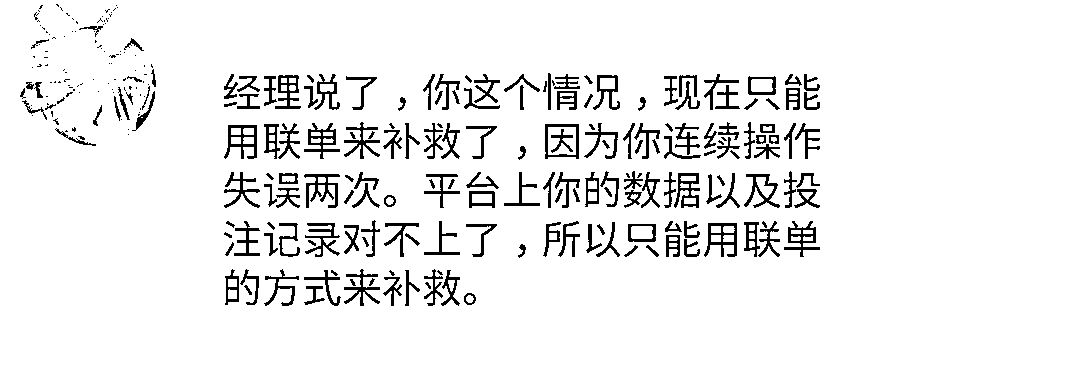 经理说了，你这个情况，现在只能
用联单来补救了，因为你连续操作
失误两次。平台上你的数据以及投
注记录对不上了，所以只能用联单
的方式来补救。